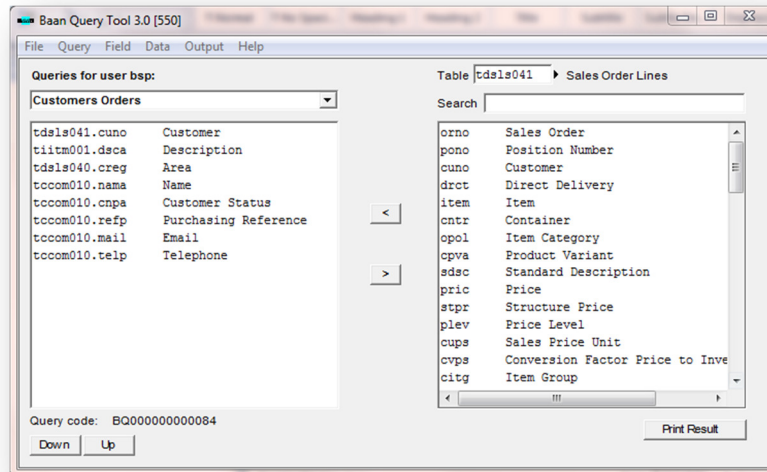 Baan Query Tool 3.0 [550]
File Query Field Data Output Help
Queries for user bsp:
Customers Orders
tdsls041.cuno Customer
tiitm001.dsca Description
tdsls040.creg Area
tccom010.nama Name
tccom010.cnpa Customer Status
tccom010.refp Purchasing Reference
tccom010.mail Email
tccom010.telp Telephone
Query code: BQ000000000084
Down Up
<
>
Table tdsls041 Sales Order Lines
Search
orno Sales Order
pono Position Number
cuno Customer
drct Direct Delivery
item Item
cntr Container
opol Item Category
cpva Product Variant
sdsc Standard Description
pric Price
stpr Structure Price
plev Price Level
cups Sales Price Unit
cvps Conversion Factor Price to Inve
citg Item Group
Print Result